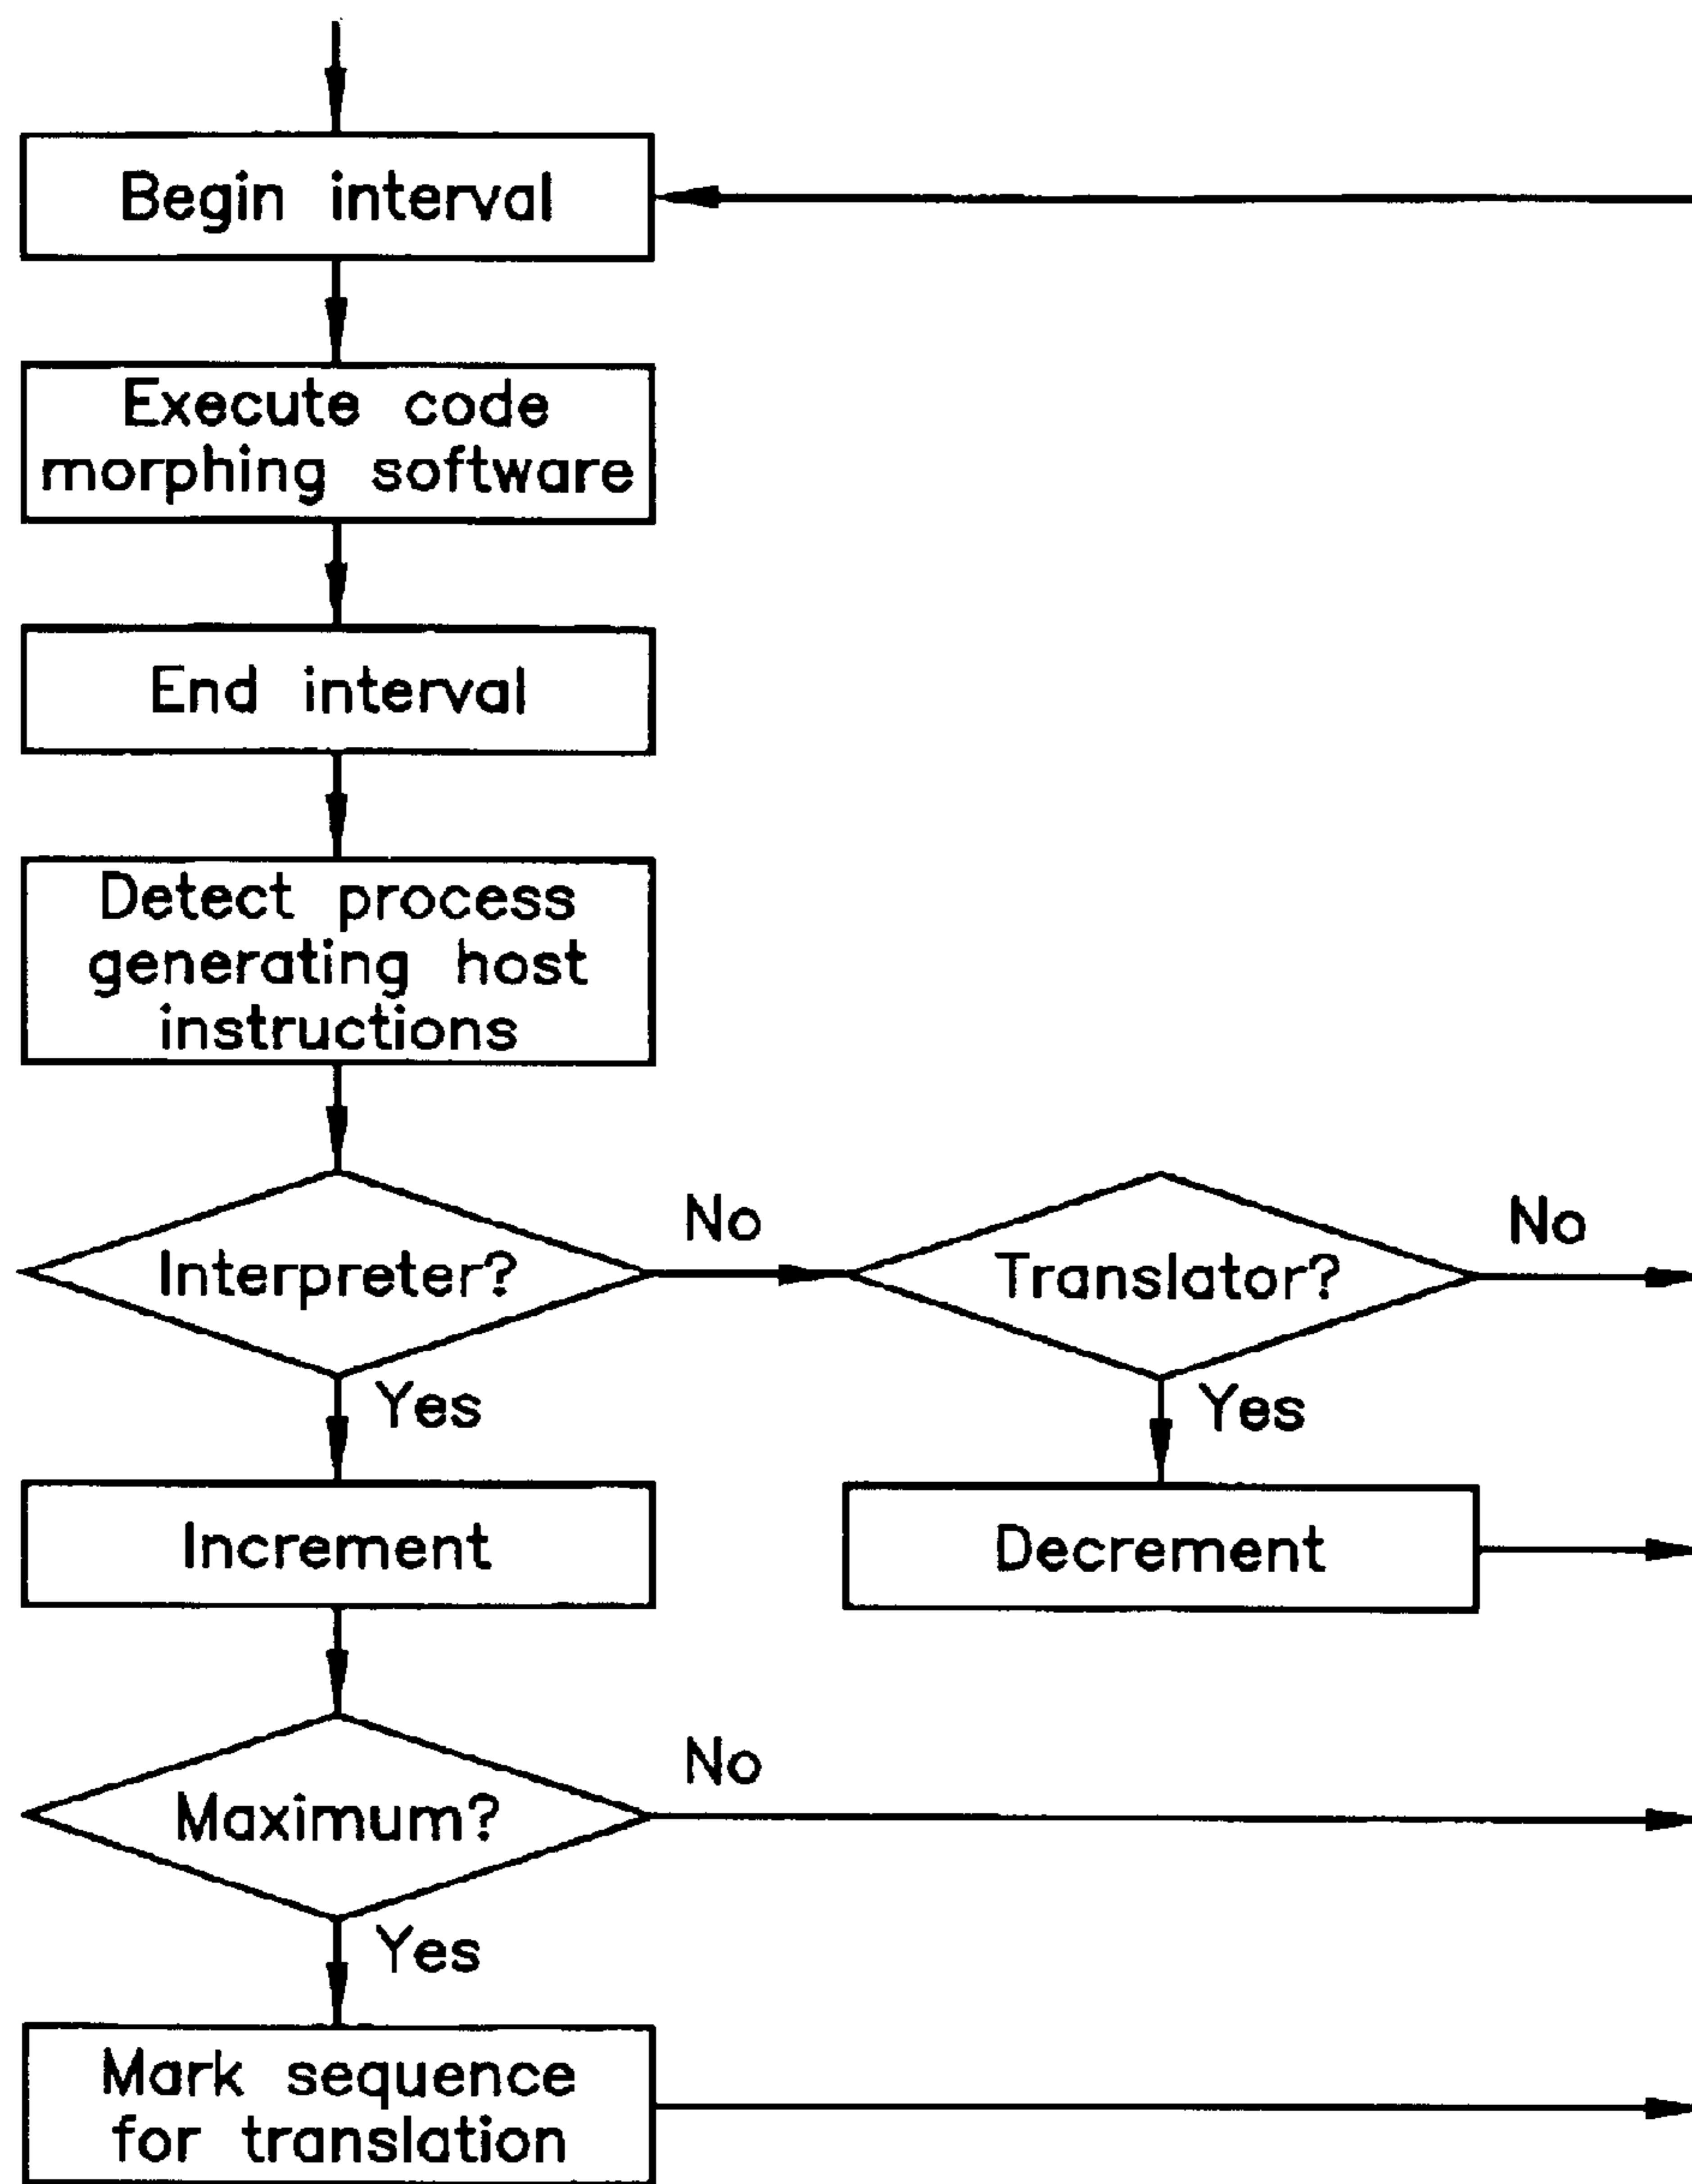 Begin interval
Execute code
morphing software
End interval
Detect process
generating host
instructions
Interpreter?
No
Translator?
No
Yes
Yes
Increment
Decrement
Maximum?
No
Yes
Mark sequence
for translation